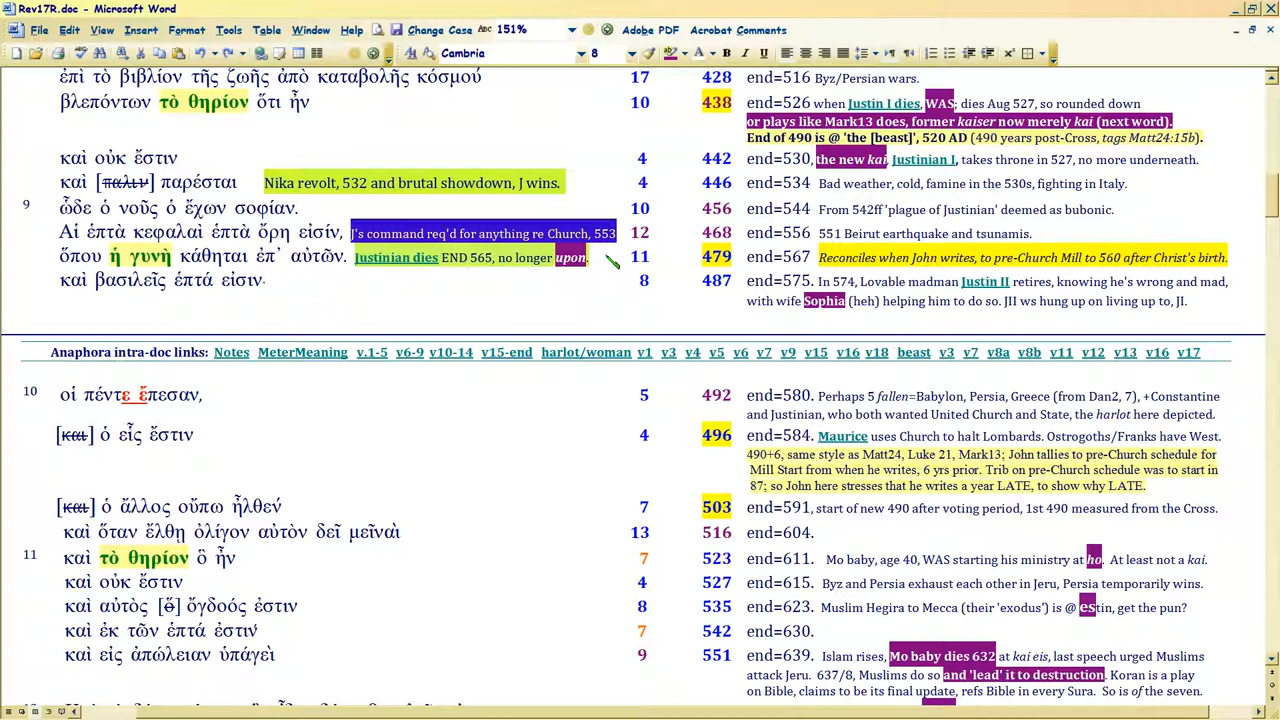 Rev17R.doc - Microsoft Word
File Edit View Insert Format Tools Table Window Help Change Case 151% Adobe PDF Acrobat Comments
Cambria 8
ἐπὶ τὸ βιβλίον τῆς ζωῆς ἀπὸ καταβολῆς κόσμού 17 428 end=516 Byz/Persian wars.
βλεπόντων τὸ θηρίον ὅτι ἦν 10 438 end=526 when Justin I dies, WAS; dies Aug 527, so rounded down
or plays like Mark13 does, former kaiser now merely kai (next word).
End of 490 is @ 'the [beast]', 520 AD (490 years post-Cross, tags Matt24:15b).
καὶ οὐκ ἔστιν 4 442 end=530, the new kai, Justinian I, takes throne in 527, no more underneath.
καὶ [παλιν] παρέσται Nika revolt, 532 and brutal showdown, J wins. 4 446 end=534 Bad weather, cold, famine in the 530s, fighting in Italy.
9 ὧδε ὁ νοῦς ὁ ἔχων σοφίαν. 10 456 end=544 From 542ff 'plague of Justinian' deemed as bubonic.
Αἱ ἑπτὰ κεφαλαὶ ἑπτὰ ὄρη εἰσίν, J's command req'd for anything re Church, 553 12 468 end=556 551 Beirut earthquake and tsunamis.
ὅπου ἡ γυνὴ κάθηται ἐπ᾽ αὐτῶν. Justinian dies END 565, no longer upon. 11 479 end=567 Reconciles when John writes, to pre-Church Mill to 560 after Christ's birth.
καὶ βασιλεῖς ἑπτά εἰσιν· 8 487 end=575. In 574, Lovable madman Justin II retires, knowing he's wrong and mad,
with wife Sophia (heh) helping him to do so. JII ws hung up on living up to, JI.
Anaphora intra-doc links: Notes MeterMeaning v.1-5 v6-9 v10-14 v15-end harlot/woman v1 v3 v4 v5 v6 v7 v9 v15 v16 v18 beast v3 v7 v8a v8b v11 v12 v13 v16 v17
10 οἱ πέντε ἔπεσαν, 5 492 end=580. Perhaps 5 fallen=Babylon, Persia, Greece (from Dan2, 7), +Constantine
and Justinian, who both wanted United Church and State, the harlot here depicted.
[και] ὁ εἷς ἔστιν 4 496 end=584. Maurice uses Church to halt Lombards. Ostrogoths/Franks have West.
490+6, same style as Matt24, Luke 21, Mark13; John tallies to pre-Church schedule for
Mill Start from when he writes, 6 yrs prior. Trib on pre-Church schedule was to start in
87; so John here stresses that he writes a year LATE, to show why LATE.
[και] ὁ ἄλλος οὔπω ἦλθεν́ 7 503 end=591, start of new 490 after voting period, 1st 490 measured from the Cross.
καὶ ὅταν ἔλθῃ ὀλίγον αὐτὸν δεῖ μεῖναὶ 13 516 end=604.
11 καὶ τὸ θηρίον ὃ ἦν 7 523 end=611. Mo baby, age 40, WAS starting his ministry at ho. At least not a kai.
καὶ οὐκ ἔστιν 4 527 end=615. Byz and Persia exhaust each other in Jeru, Persia temporarily wins.
καὶ αὐτὸς [ὅ] ὄγδοός ἐστιν 8 535 end=623. Muslim Hegira to Mecca (their 'exodus') is @ estin, get the pun?
καὶ ἐκ τῶν ἑπτά ἐστιν́ 7 542 end=630.
καὶ εἰς ἀπώλειαν ὑπάγεὶ 9 551 end=639. Islam rises, Mo baby dies 632 at kai eis, last speech urged Muslims
attack Jeru. 637/8, Muslims do so and 'lead' it to destruction. Koran is a play
on Bible, claims to be its final update, refs Bible in every Sura. So is of the seven.